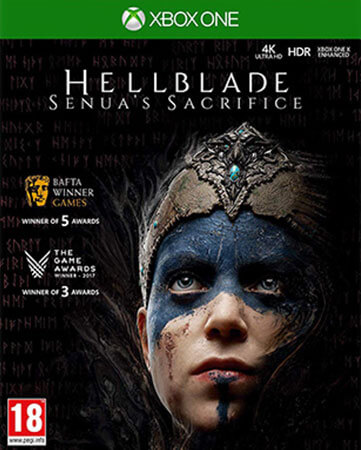 XBOX ONE
4K
ULTRA HD
HDR
XBOX ONE X
ENHANCED
HELLBLADE
SENUA'S SACRIFICE
BAFTA
WINNER
GAMES
WINNER OF 5 AWARDS
THE
GAME
AWARDS
WINNER - 2017
WINNER OF 3 AWARDS
18
www.pegi.info